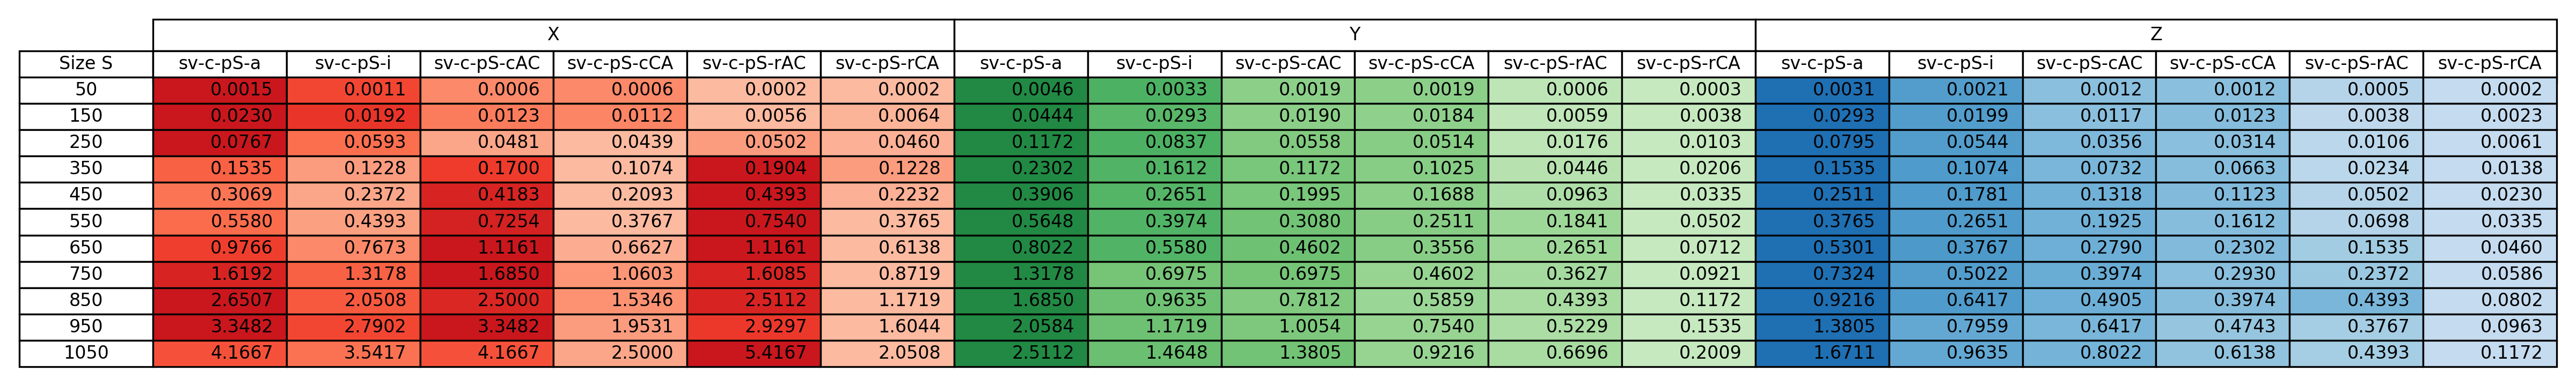 X Y Z
Size S sv-c-pS-a sv-c-pS-i sv-c-pS-cAC sv-c-pS-cCA sv-c-pS-rAC sv-c-pS-rCA sv-c-pS-a sv-c-pS-i sv-c-pS-cAC sv-c-pS-cCA sv-c-pS-rAC sv-c-pS-rCA sv-c-pS-a sv-c-pS-i sv-c-pS-cAC sv-c-pS-cCA sv-c-pS-rAC sv-c-pS-rCA
50 0.0015 0.0011 0.0006 0.0006 0.0002 0.0002 0.0046 0.0033 0.0019 0.0019 0.0006 0.0003 0.0031 0.0021 0.0012 0.0012 0.0005 0.0002
150 0.0230 0.0192 0.0123 0.0112 0.0056 0.0064 0.0444 0.0293 0.0190 0.0184 0.0059 0.0038 0.0293 0.0199 0.0117 0.0123 0.0038 0.0023
250 0.0767 0.0593 0.0481 0.0439 0.0502 0.0460 0.1172 0.0837 0.0558 0.0514 0.0176 0.0103 0.0795 0.0544 0.0356 0.0314 0.0106 0.0061
350 0.1535 0.1228 0.1700 0.1074 0.1904 0.1228 0.2302 0.1612 0.1172 0.1025 0.0446 0.0206 0.1535 0.1074 0.0732 0.0663 0.0234 0.0138
450 0.3069 0.2372 0.4183 0.2093 0.4393 0.2232 0.3906 0.2651 0.1995 0.1688 0.0963 0.0335 0.2511 0.1781 0.1318 0.1123 0.0502 0.0230
550 0.5580 0.4393 0.7254 0.3767 0.7540 0.3765 0.5648 0.3974 0.3080 0.2511 0.1841 0.0502 0.3765 0.2651 0.1925 0.1612 0.0698 0.0335
650 0.9766 0.7673 1.1161 0.6627 1.1161 0.6138 0.8022 0.5580 0.4602 0.3556 0.2651 0.0712 0.5301 0.3767 0.2790 0.2302 0.1535 0.0460
750 1.6192 1.3178 1.6850 1.0603 1.6085 0.8719 1.3178 0.6975 0.6975 0.4602 0.3627 0.0921 0.7324 0.5022 0.3974 0.2930 0.2372 0.0586
850 2.6507 2.0508 2.5000 1.5346 2.5112 1.1719 1.6850 0.9635 0.7812 0.5859 0.4393 0.1172 0.9216 0.6417 0.4905 0.3974 0.4393 0.0802
950 3.3482 2.7902 3.3482 1.9531 2.9297 1.6044 2.0584 1.1719 1.0054 0.7540 0.5229 0.1535 1.3805 0.7959 0.6417 0.4743 0.3767 0.0963
1050 4.1667 3.5417 4.1667 2.5000 5.4167 2.0508 2.5112 1.4648 1.3805 0.9216 0.6696 0.2009 1.6711 0.9635 0.8022 0.6138 0.4393 0.1172